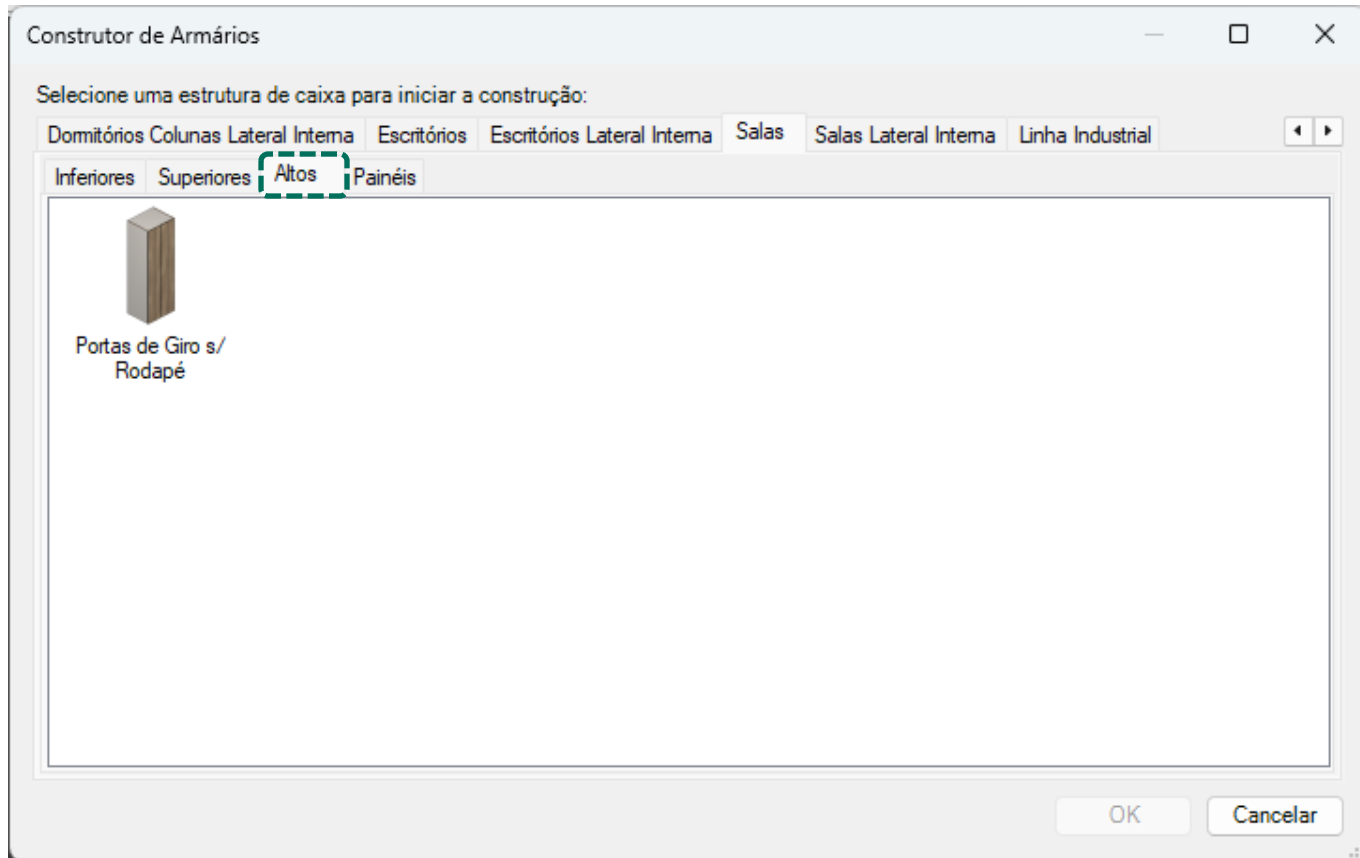 Construtor de Armários
Selecione uma estrutura de caixa para iniciar a construção:
Dormitórios Colunas Lateral Interna Escritórios Escritórios Lateral Interna Salas Salas Lateral Interna Linha Industrial
Inferiores Superiores Altos Painéis
Portas de Giro s/
Rodapé
OK Cancelar